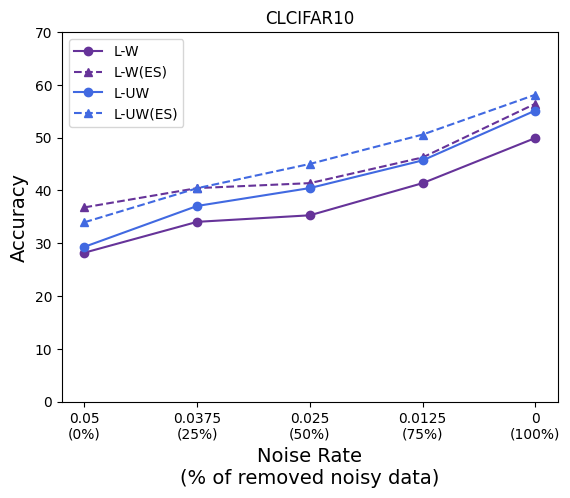 CLCIFAR10
L-W
L-W(ES)
L-UW
L-UW(ES)
70
60
50
40
30
20
10
0
Accuracy
0.05 0.0375 0.025 0.0125 0
(0%) (25%) (50%) (75%) (100%)
Noise Rate
(% of removed noisy data)